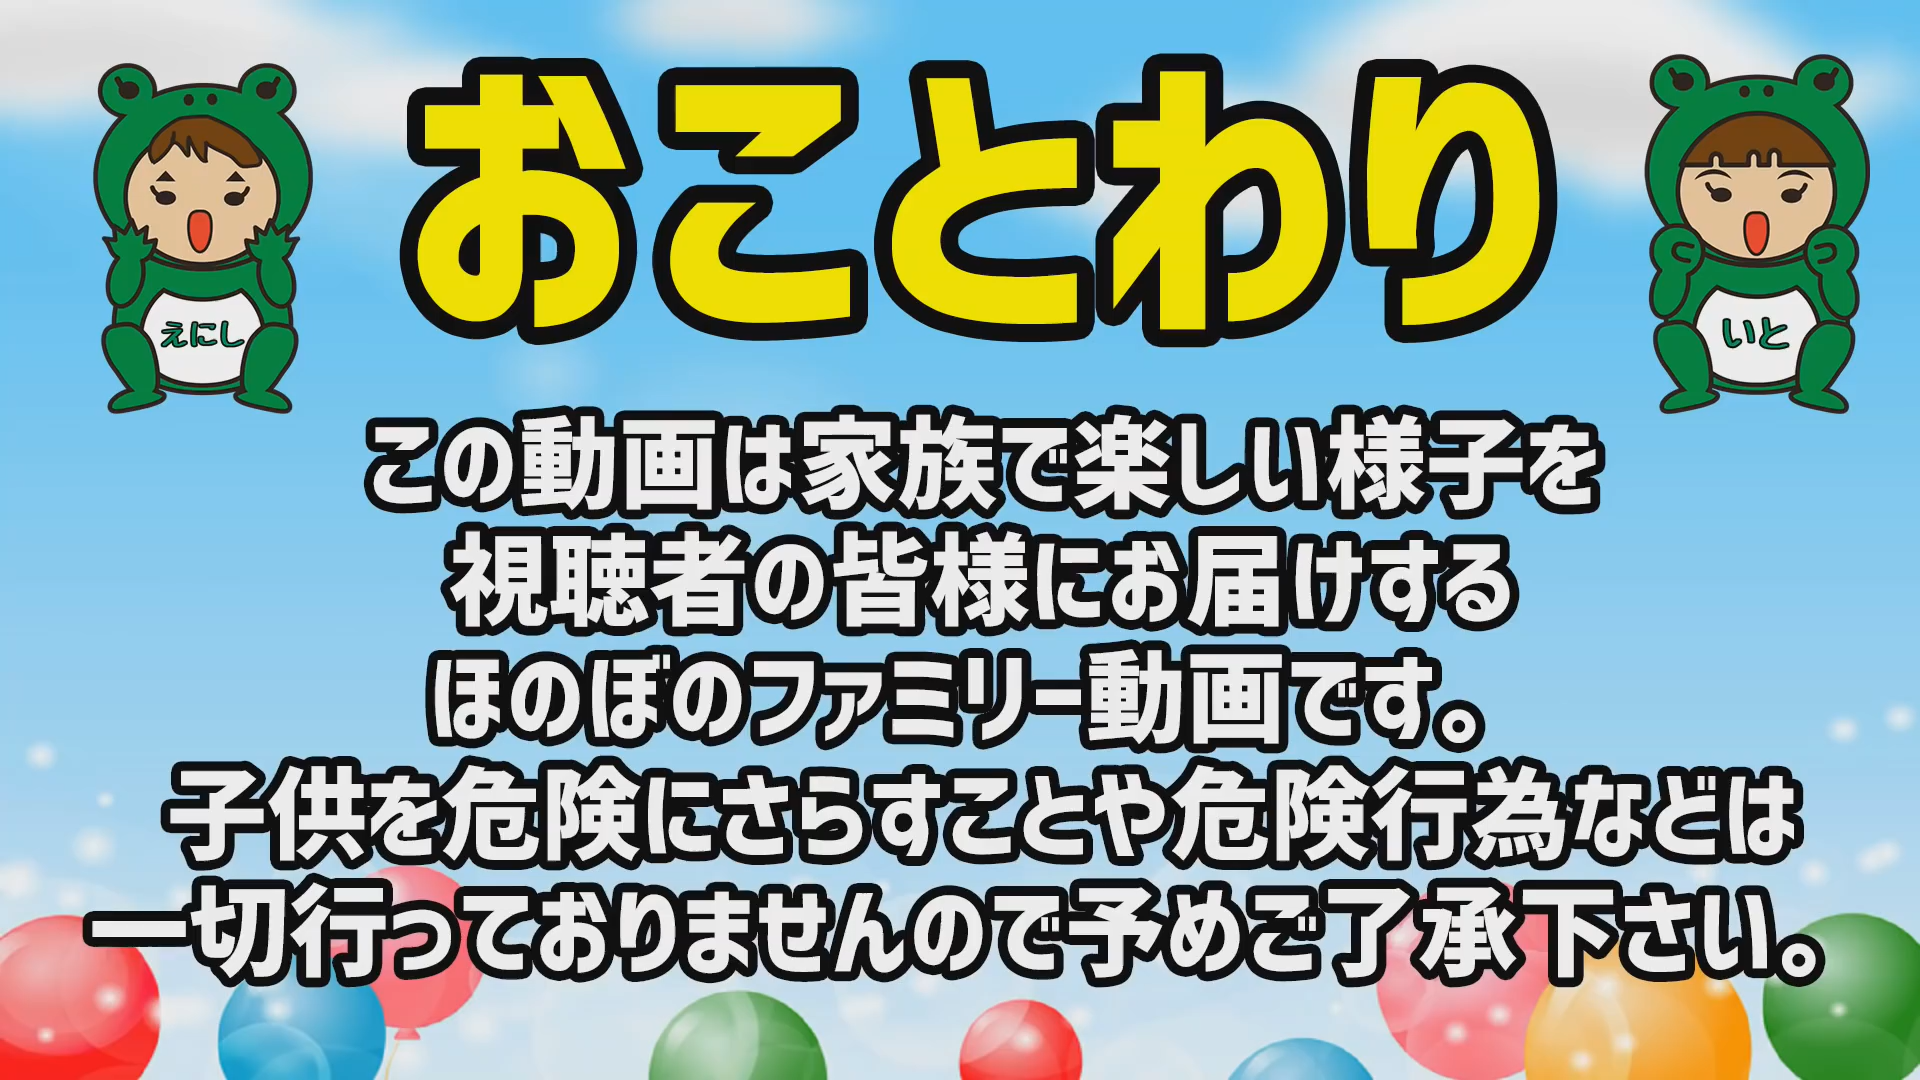 おことわり
えにし
いと
この動画は家族で楽しい様子を
視聴者の皆様にお届けする
ほのぼのファミリー動画です。
子供を危険にさらすことや危険行為などは
一切行っておりませんので予めご了承下さい。